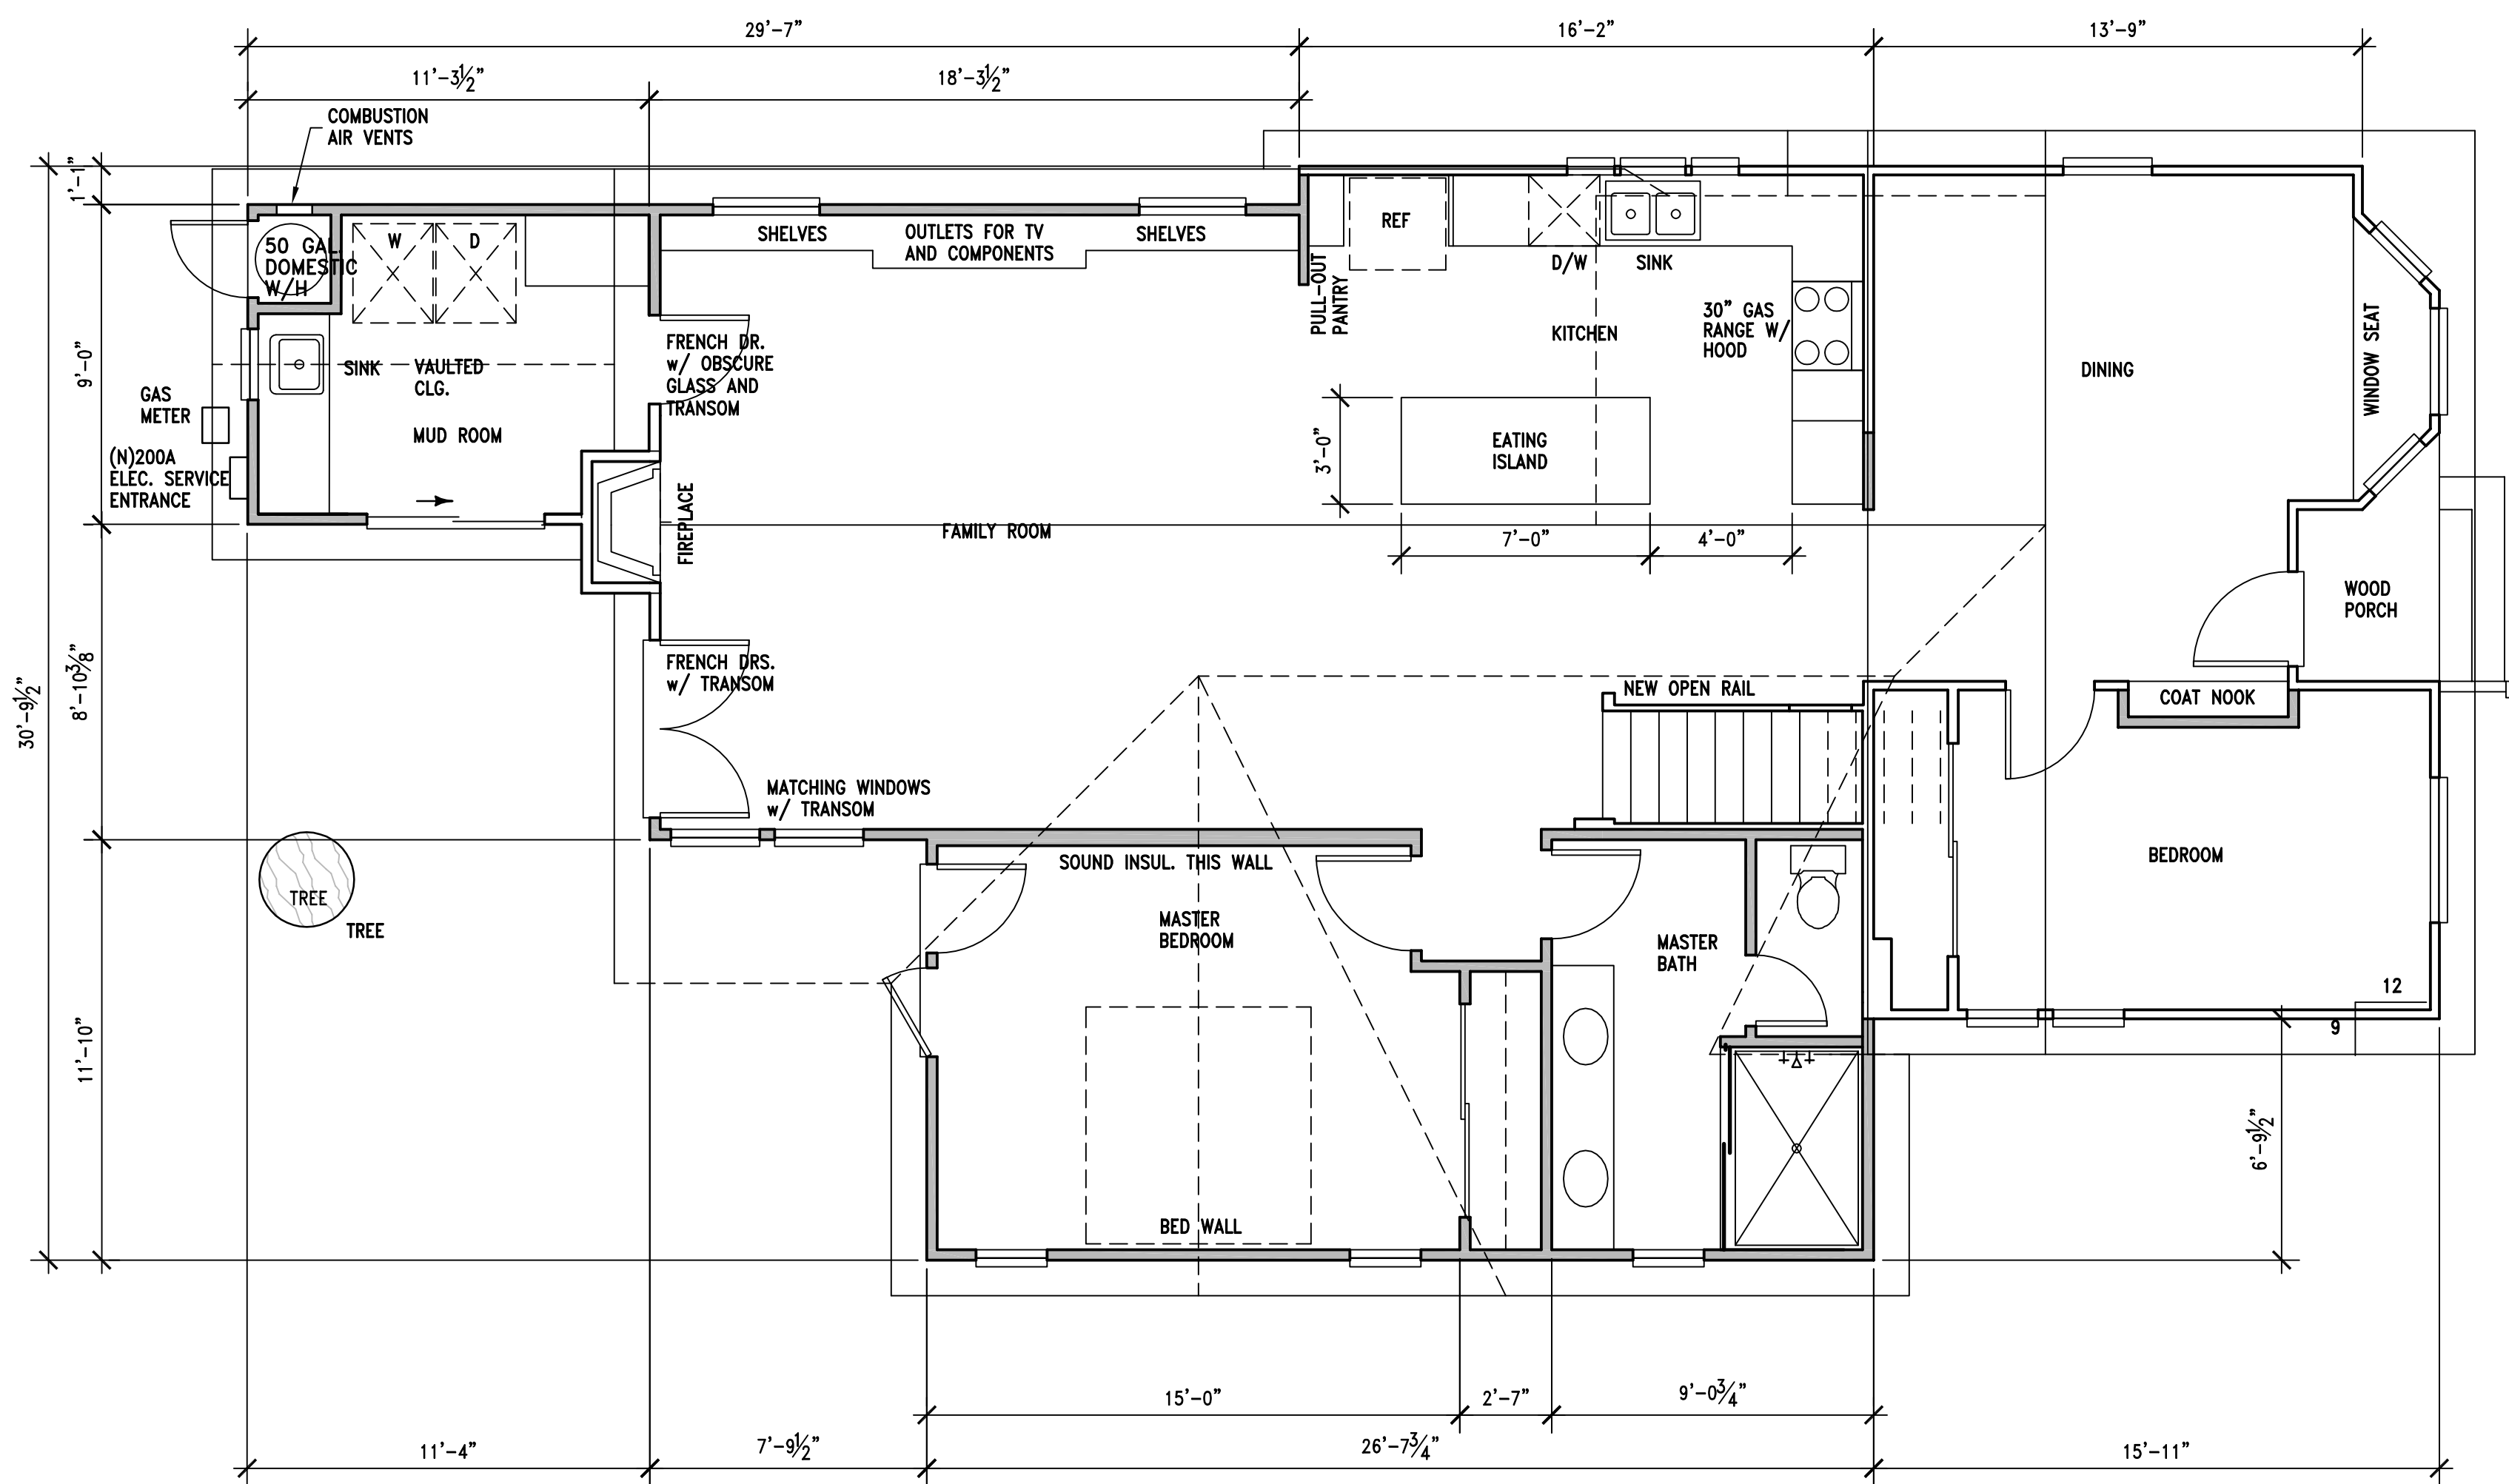 29'-7"
16'-2"
13'-9"
11'-3½"
18'-3½"
COMBUSTION
AIR VENTS
1'-1"
50 GAL.
DOMESTIC
W/H
W
D
SHELVES
OUTLETS FOR TV
AND COMPONENTS
SHELVES
REF
D/W
SINK
PULL-OUT
PANTRY
KITCHEN
30" GAS
RANGE W/
HOOD
DINING
WINDOW SEAT
9'-0"
SINK
VAULTED
CLG.
FRENCH DR.
w/ OBSCURE
GLASS AND
TRANSOM
GAS
METER
MUD ROOM
(N)200A
ELEC. SERVICE
ENTRANCE
3'-0"
EATING
ISLAND
FIREPLACE
FAMILY ROOM
7'-0"
4'-0"
WOOD
PORCH
30'-9½"
8'-10⅜"
FRENCH DRS.
w/ TRANSOM
NEW OPEN RAIL
COAT NOOK
MATCHING WINDOWS
w/ TRANSOM
SOUND INSUL. THIS WALL
BEDROOM
TREE
TREE
MASTER
BEDROOM
MASTER
BATH
12
9
11'-10"
6'-9½"
BED WALL
15'-0"
2'-7"
9'-0¾"
11'-4"
7'-9½"
26'-7¾"
15'-11"